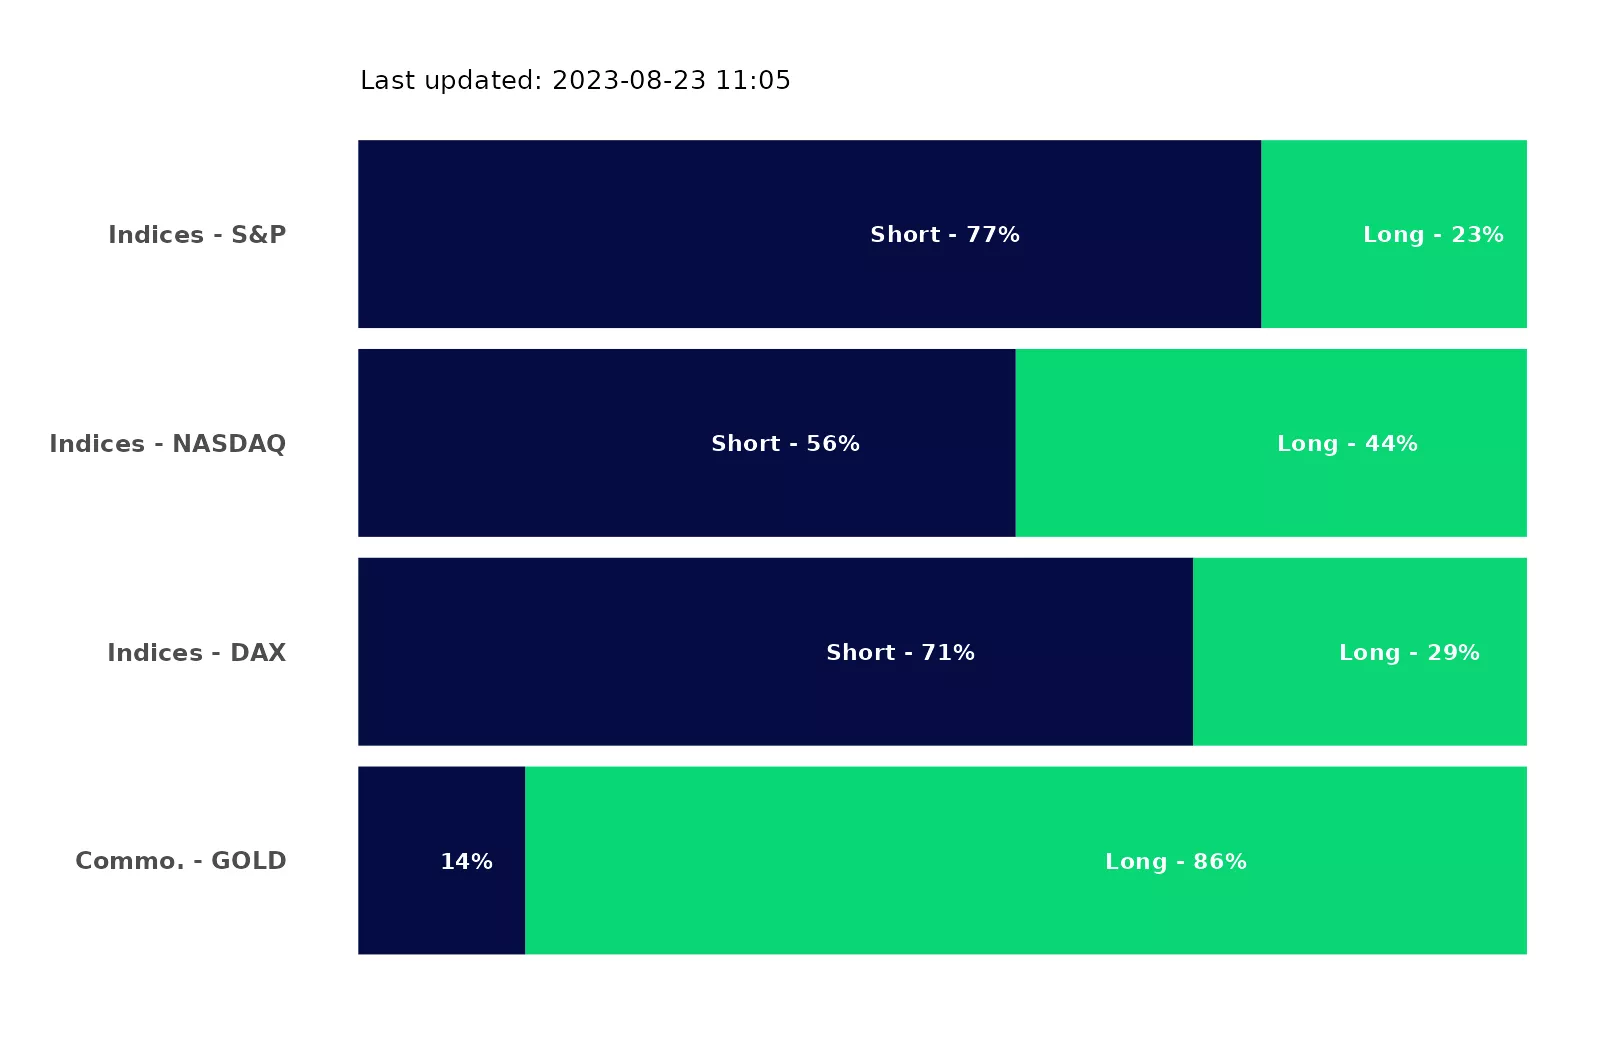 Last updated: 2023-08-23 11:05
Indices - S&P
Short - 77%
Long - 23%
Indices - NASDAQ
Short - 56%
Long - 44%
Indices - DAX
Short - 71%
Long - 29%
Commo. - GOLD
14%
Long - 86%